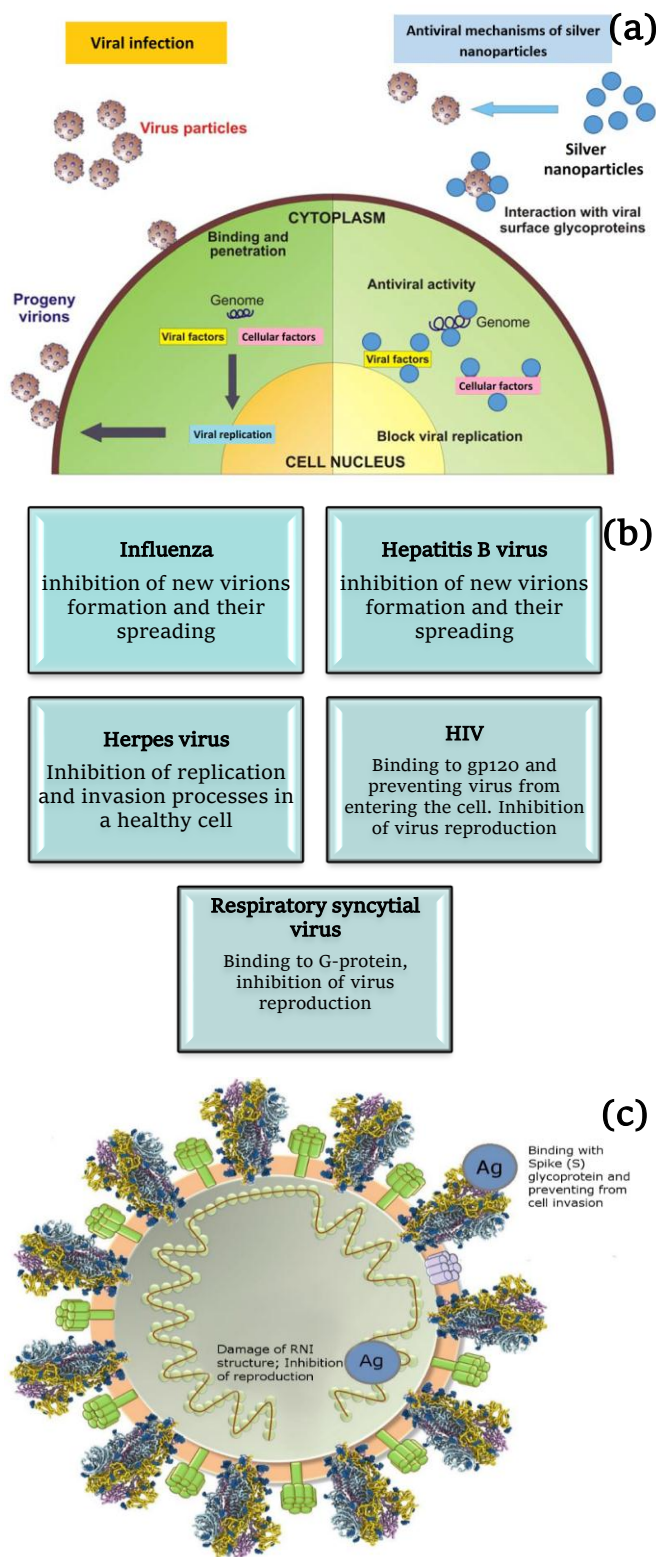 (a)
Viral infection
Antiviral mechanisms of silver
nanoparticles
Virus particles
Silver
nanoparticles
Interaction with viral
surface glycoproteins
CYTOPLASM
Binding and
penetration
Antiviral activity
Progeny
virions
Genome
Genome
Viral factors
Cellular factors
Viral factors
Cellular factors
Viral replication
Block viral replication
CELL NUCLEUS
(b)
Influenza
inhibition of new virions
formation and their
spreading
Hepatitis B virus
inhibition of new virions
formation and their
spreading
Herpes virus
Inhibition of replication
and invasion processes in
a healthy cell
HIV
Binding to gp120 and
preventing virus from
entering the cell. Inhibition
of virus reproduction
Respiratory syncytial
virus
Binding to G-protein,
inhibition of virus
reproduction
(c)
Ag
Binding with
Spike (S)
glycoprotein and
preventing from
cell invasion
Damage of RNI
structure; Inhibition
of reproduction
Ag